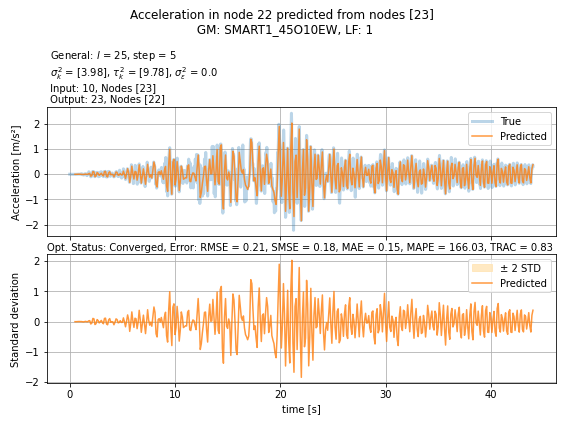 Acceleration in node 22 predicted from nodes [23]
GM: SMART1_45O10EW, LF: 1
General: l = 25, step = 5
σ²_k = [3.98], τ²_k = [9.78], σ²_ε = 0.0
Input: 10, Nodes [23]
Output: 23, Nodes [22]
Acceleration [m/s²]
2
1
0
−1
−2
True
Predicted
Opt. Status: Converged, Error: RMSE = 0.21, SMSE = 0.18, MAE = 0.15, MAPE = 166.03, TRAC = 0.83
Standard deviation
2
1
0
−1
−2
± 2 STD
Predicted
0
10
20
30
40
time [s]